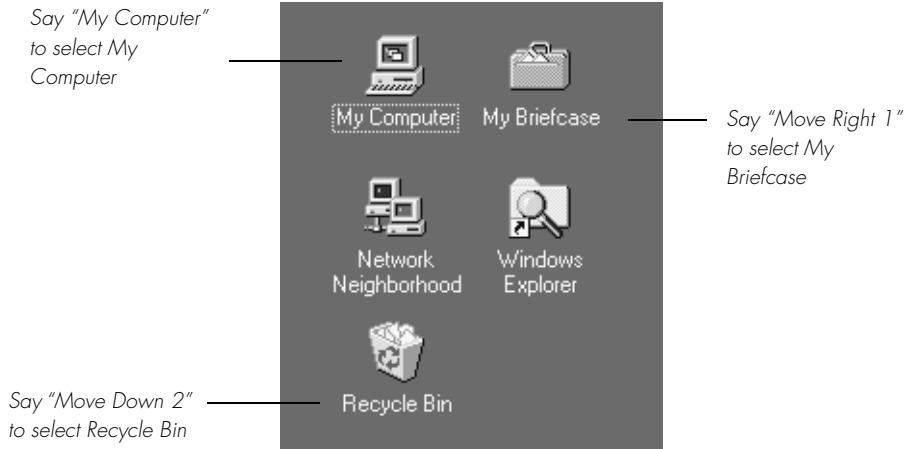 Say “My Computer”
to select My
Computer
My Computer
My Briefcase
Say “Move Right 1”
to select My
Briefcase
Network
Neighborhood
Windows
Explorer
Say “Move Down 2”
to select Recycle Bin
Recycle Bin